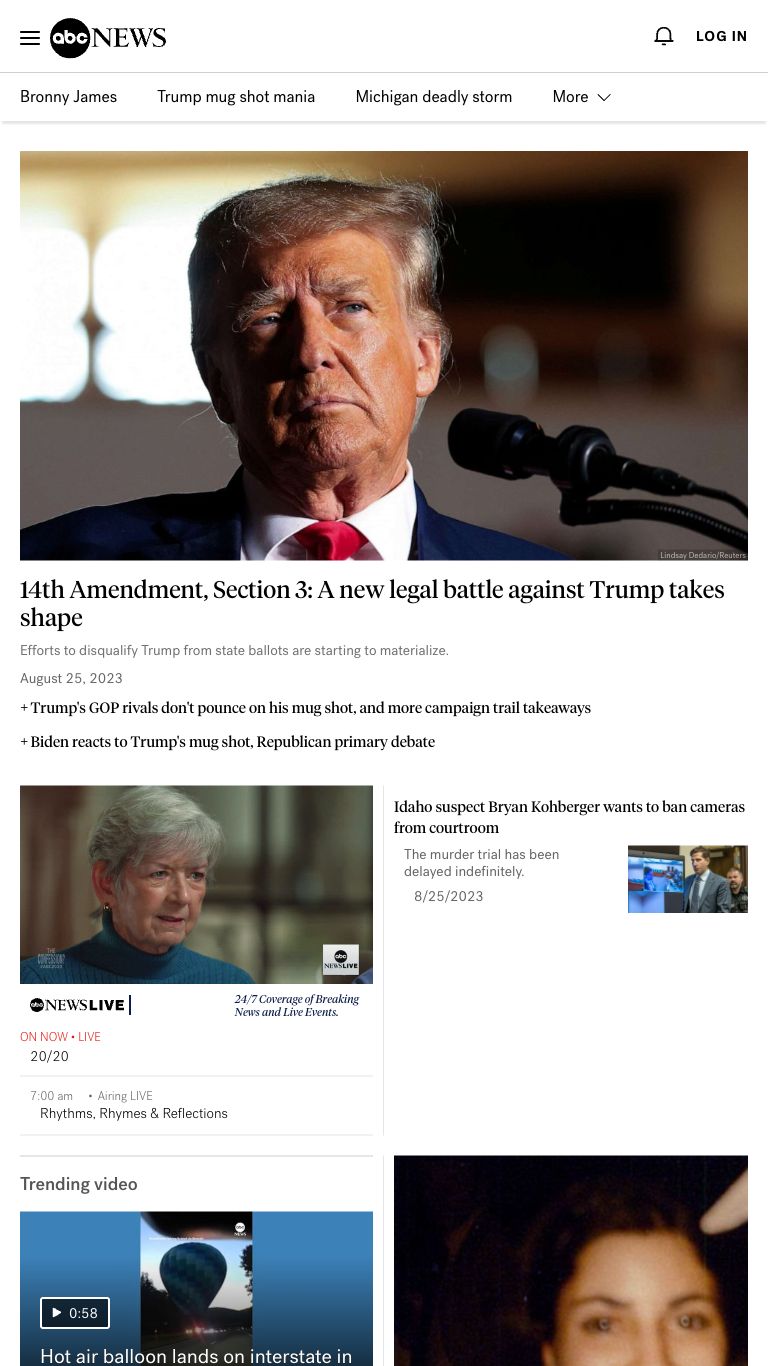 abc NEWS
LOG IN
Bronny James
Trump mug shot mania
Michigan deadly storm
More
Lindsay Dedario/Reuters
14th Amendment, Section 3: A new legal battle against Trump takes
shape
Efforts to disqualify Trump from state ballots are starting to materialize.
August 25, 2023
+ Trump's GOP rivals don't pounce on his mug shot, and more campaign trail takeaways
+ Biden reacts to Trump's mug shot, Republican primary debate
THE
CONFESSION
abc
NEWS LIVE
abc NEWS LIVE
24/7 Coverage of Breaking
News and Live Events.
ON NOW • LIVE
20/20
7:00 am • Airing LIVE
Rhythms, Rhymes & Reflections
Idaho suspect Bryan Kohberger wants to ban cameras
from courtroom
The murder trial has been
delayed indefinitely.
8/25/2023
Trending video
abc
NEWS
0:58
Hot air balloon lands on interstate in